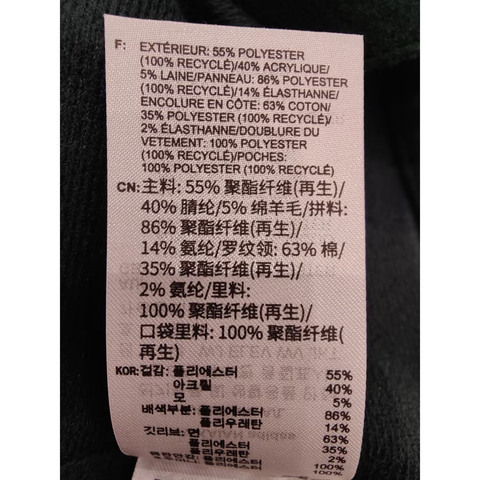 F: EXTÉRIEUR: 55% POLYESTER
(100% RECYCLÉ)/40% ACRYLIQUE/
5% LAINE/PANNEAU: 86% POLYESTER
(100% RECYCLÉ)/14% ÉLASTHANNE/
ENCOLURE EN CÔTE: 63% COTON/
35% POLYESTER (100% RECYCLÉ)/
2% ÉLASTHANNE/DOUBLURE DU
VETEMENT: 100% POLYESTER
(100% RECYCLÉ)/POCHES:
100% POLYESTER (100% RECYCLÉ)
CN: 主料: 55% 聚酯纤维(再生)/
40% 腈纶/5% 绵羊毛/拼料:
86% 聚酯纤维(再生)/
14% 氨纶/罗纹领: 63% 棉/
35% 聚酯纤维(再生)/
2% 氨纶/里料:
100% 聚酯纤维(再生)/
口袋里料: 100% 聚酯纤维(
再生)
KOR: 겉감: 폴리에스터 55%
아크릴 40%
모 5%
배색부분: 폴리에스터 86%
폴리우레탄 14%
깃리브: 면 63%
폴리에스터 35%
폴리우레탄 2%
100%
100%